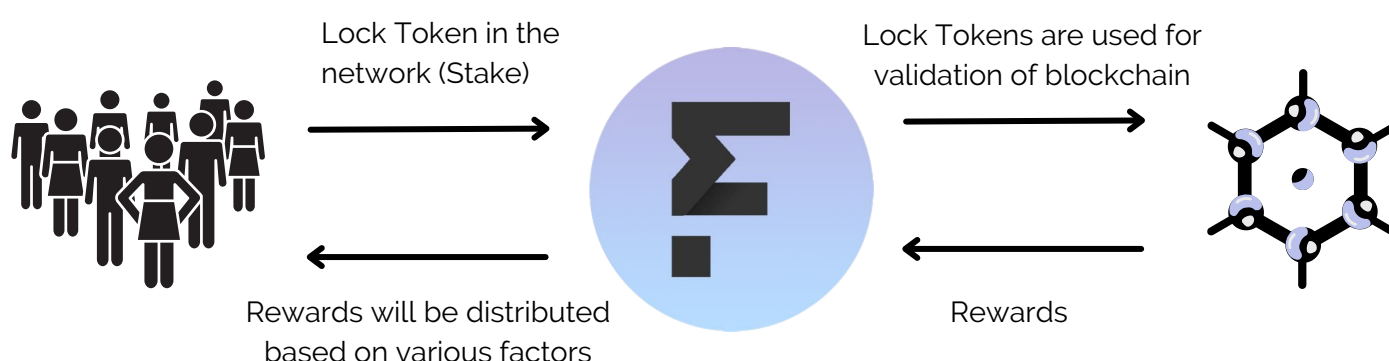 Lock Token in the
network (Stake)
Lock Tokens are used for
validation of blockchain
Rewards will be distributed
based on various factors
Rewards